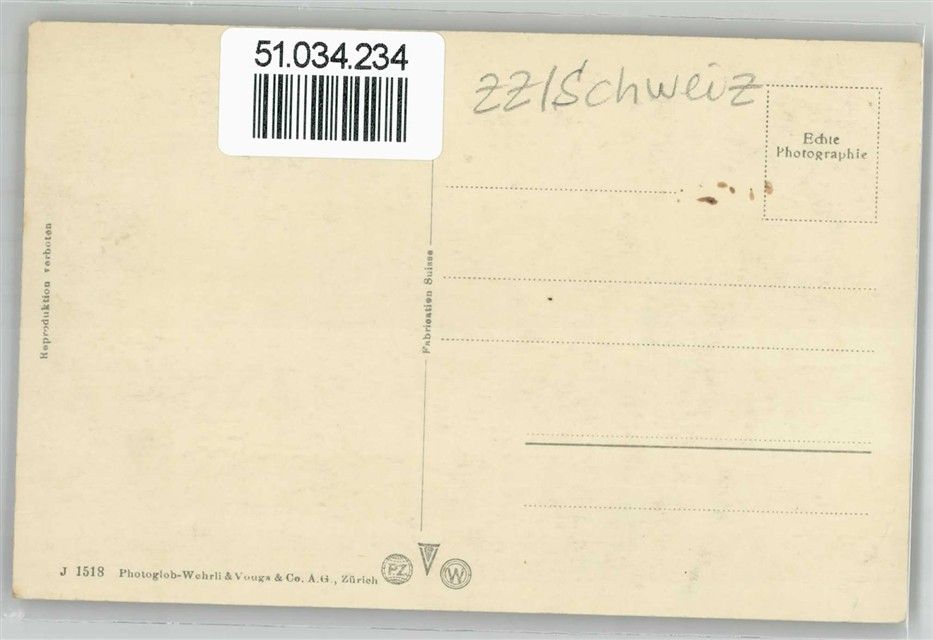 51.034.234
ZZ/Schweiz
Echte
Photographie
Reproduktion verboten
Fabrication Suisse
J 1518 Photoglob-Wehrli & Vouga & Co. A.G., Zürich
PZ
V
W